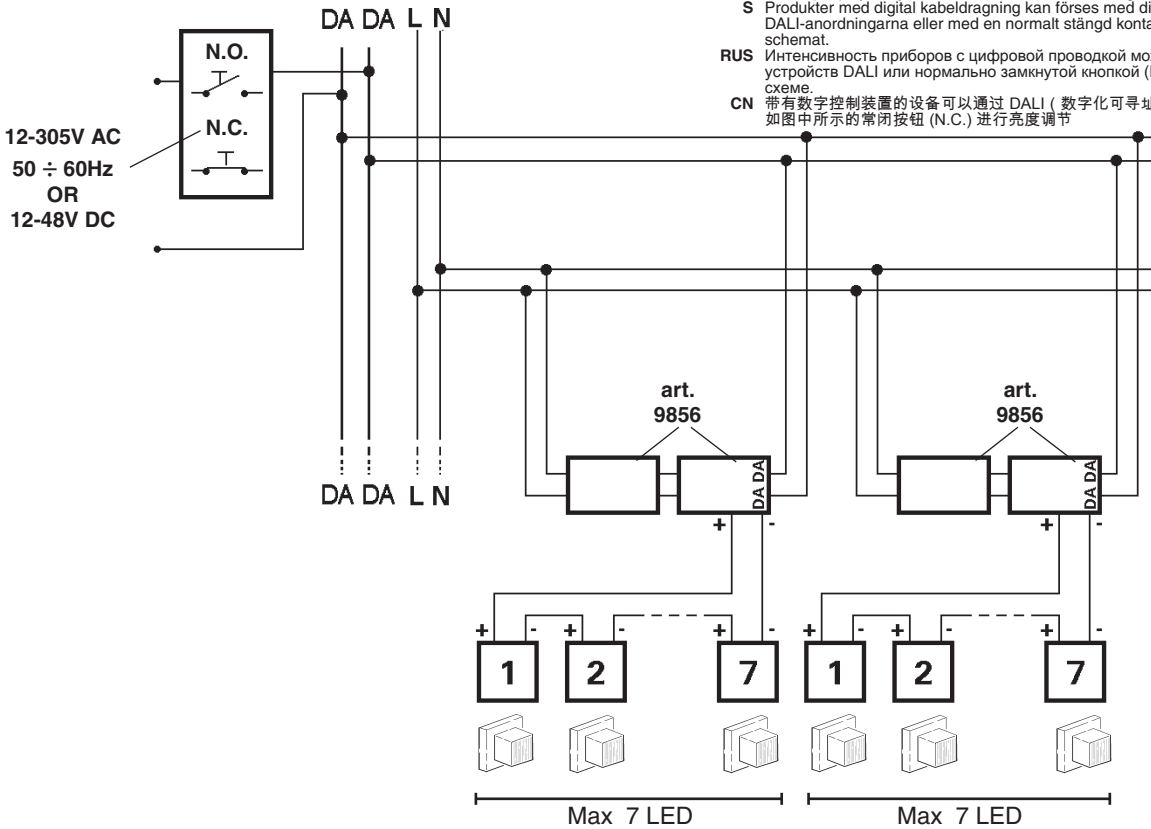 S Produkter med digital kabeldragning kan förses med di
DALI-anordningarna eller med en normalt stängd konta
schemat.
RUS Интенсивность приборов с цифровой проводкой мо
устройств DALI или нормально замкнутой кнопкой (
схеме.
CN 带有数字控制装置的设备可以通过 DALI ( 数字化可寻址
如图中所示的常闭按钮 (N.C.) 进行亮度调节
DA DA L N
N.O.
N.C.
12-305V AC
50 ÷ 60Hz
OR
12-48V DC
DA DA L N
art.
9856
art.
9856
DA DA
DA DA
+ -
+ -
+ - + - + -
+ - + - + -
1 2 7 1 2 7
Max 7 LED
Max 7 LED